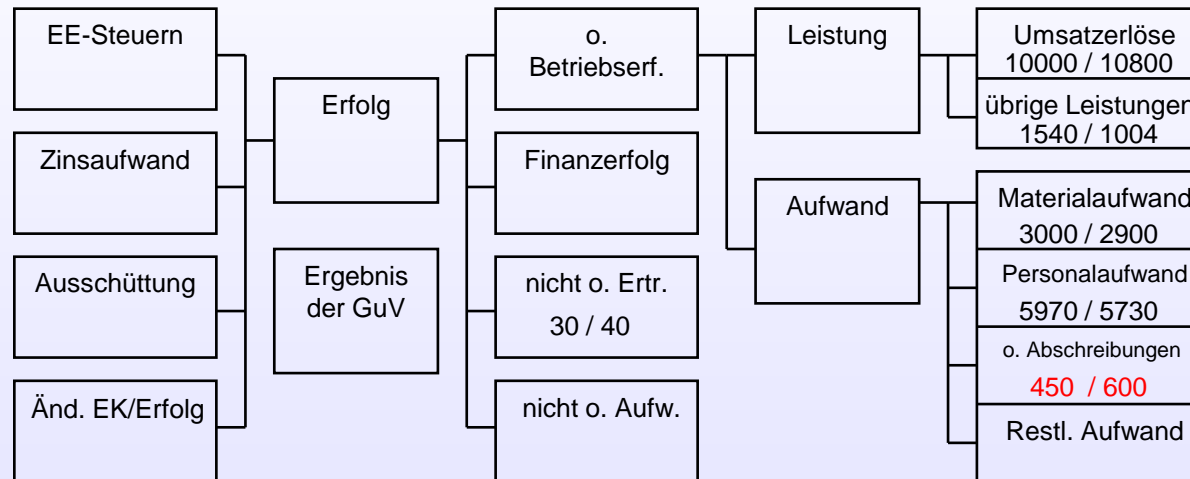 EE-Steuern
Zinsaufwand
Ausschüttung
Änd. EK/Erfolg
Erfolg
Ergebnis
der GuV
o.
Betriebserf.
Finanzerfolg
nicht o. Ertr.
30 / 40
nicht o. Aufw.
Leistung
Aufwand
Umsatzerlöse
10000 / 10800
übrige Leistungen
1540 / 1004
Materialaufwand
3000 / 2900
Personalaufwand
5970 / 5730
o. Abschreibungen
450 / 600
Restl. Aufwand